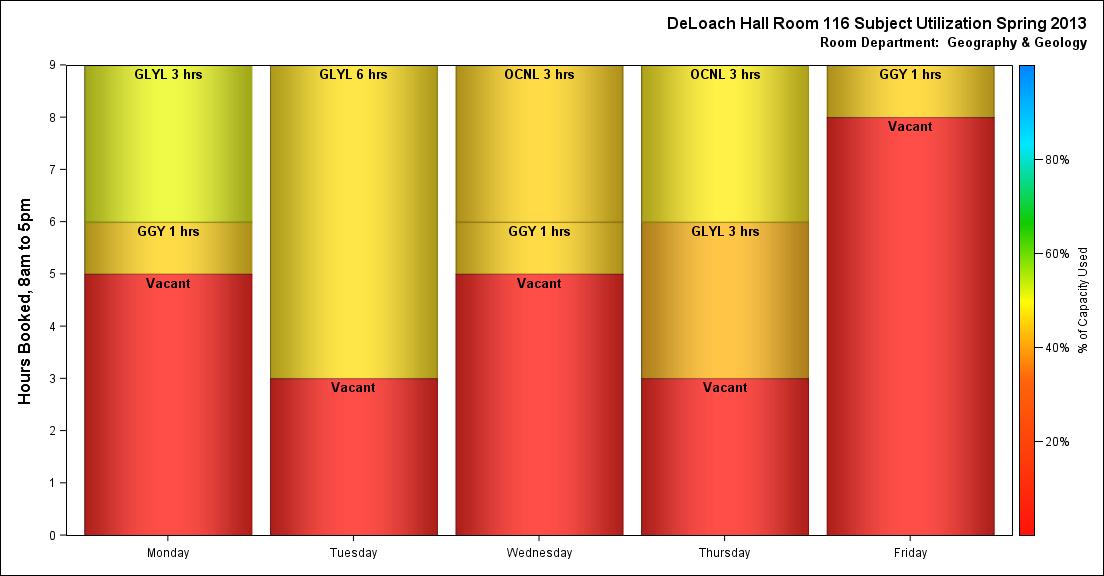 DeLoach Hall Room 116 Subject Utilization Spring 2013
Room Department: Geography & Geology
Hours Booked, 8am to 5pm
9
8
7
6
5
4
3
2
1
0
GLYL 3 hrs
GGY 1 hrs
Vacant
GLYL 6 hrs
Vacant
OCNL 3 hrs
GGY 1 hrs
Vacant
OCNL 3 hrs
GLYL 3 hrs
Vacant
GGY 1 hrs
Vacant
Monday
Tuesday
Wednesday
Thursday
Friday
80%
60%
40%
20%
% of Capacity Used